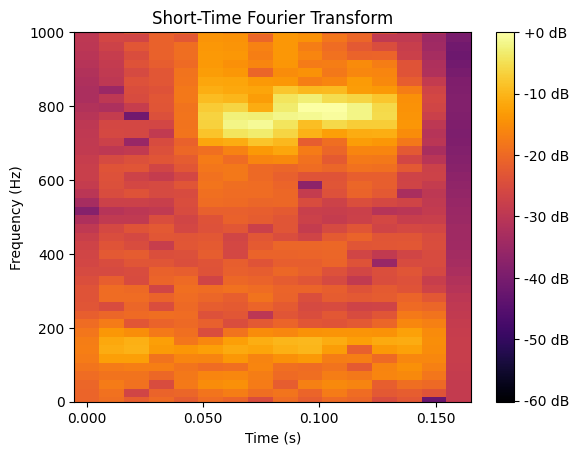 Short-Time Fourier Transform
Frequency (Hz)
1000
800
600
400
200
0
0.000
0.050
0.100
0.150
Time (s)
+0 dB
-10 dB
-20 dB
-30 dB
-40 dB
-50 dB
-60 dB